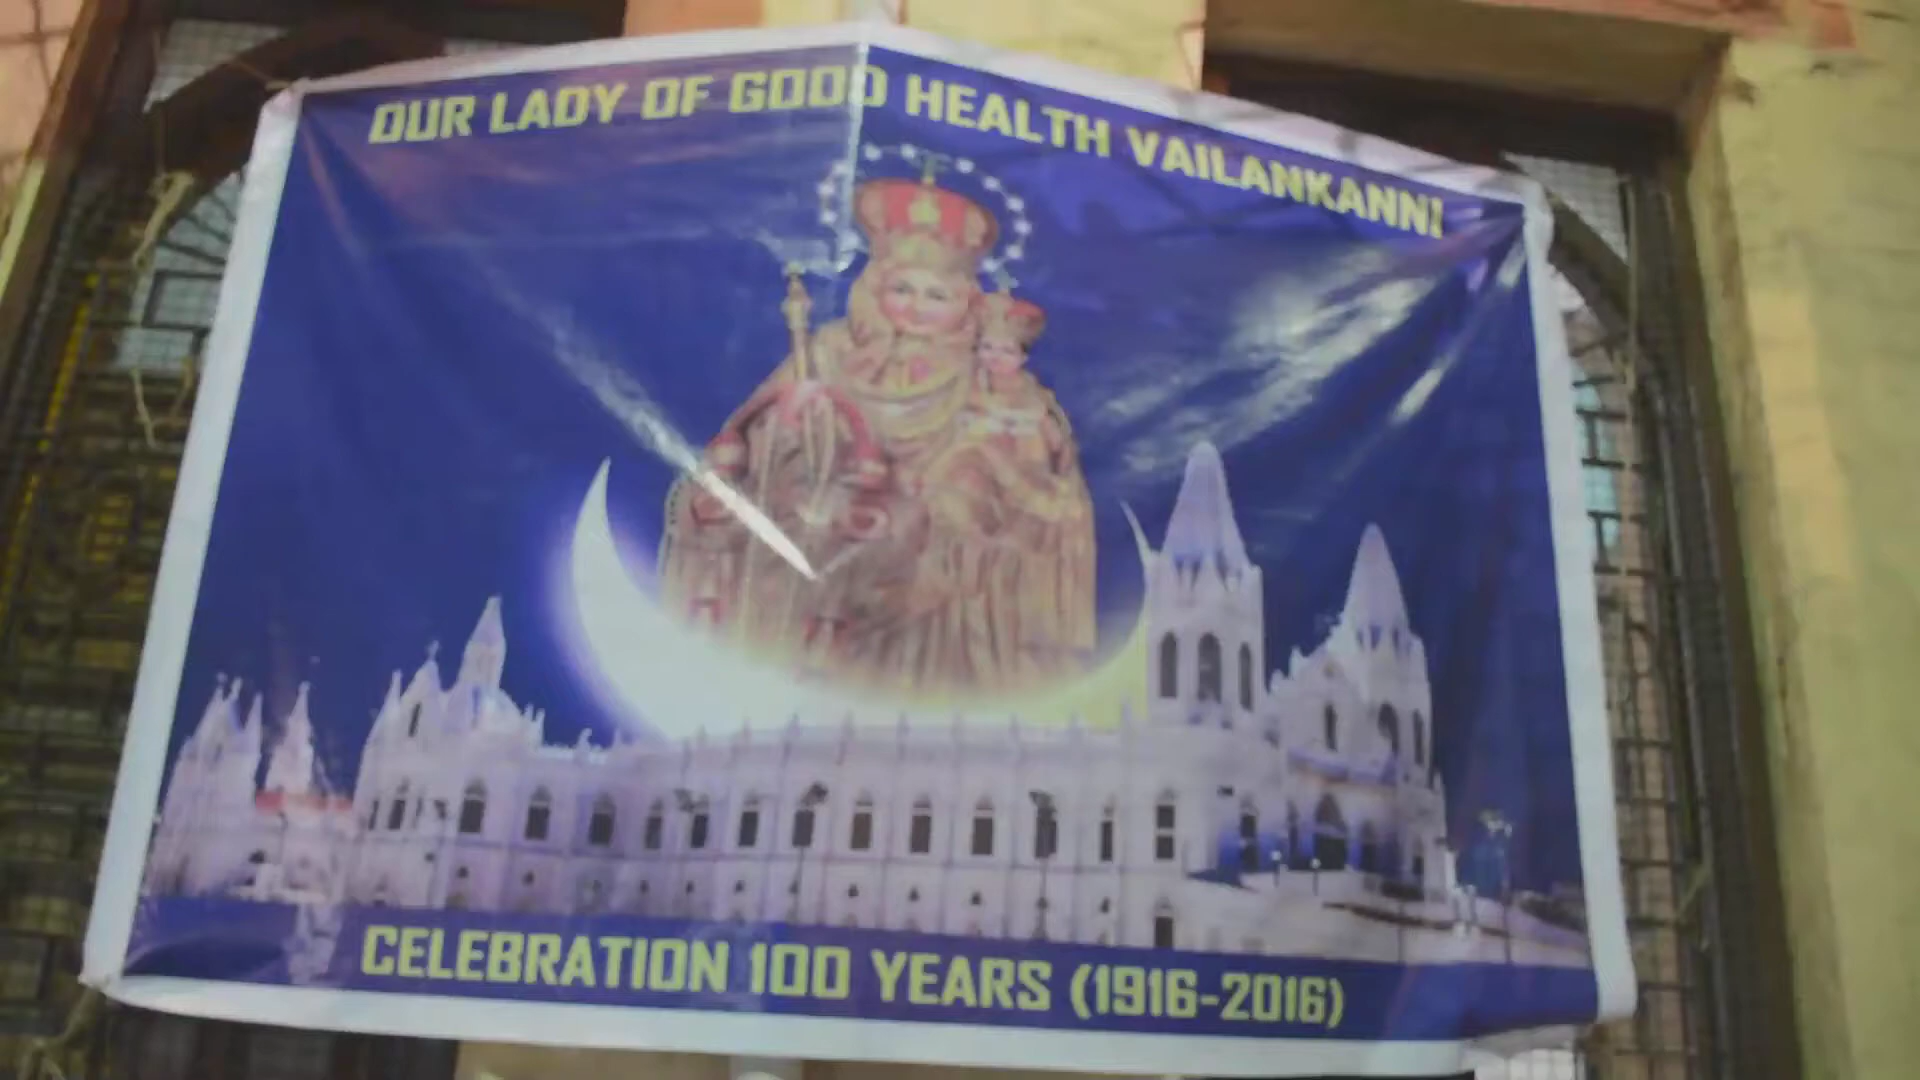 OUR LADY OF GOOD HEALTH VAILANKANNI
CELEBRATION 100 YEARS (1916-2016)